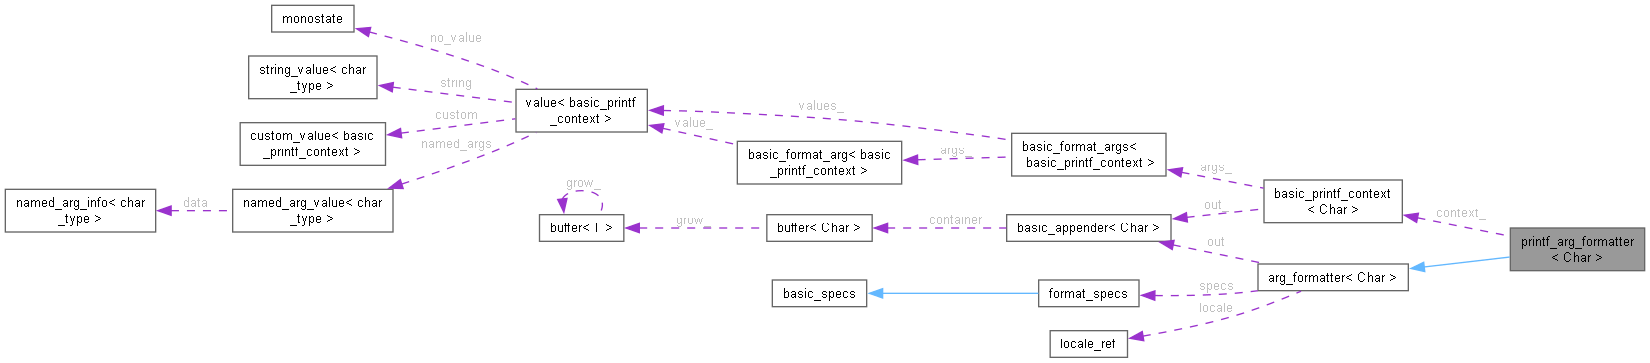 monostate
no_value
string_value< char
_type >
string
value< basic_printf
_context >
custom_value< basic
_printf_context >
custom
named_args
values_
value_
basic_format_args<
basic_printf_context >
basic_format_arg< basic
_printf_context >
args_
args_
named_arg_info< char
_type >
data
named_arg_value< char
_type >
grow_
buffer< T >
grow_
buffer< Char >
container
basic_appender< Char >
out_
basic_printf_context
< Char >
context_
printf_arg_formatter
< Char >
out
arg_formatter< Char >
basic_specs
format_specs
specs
locale
locale_ref